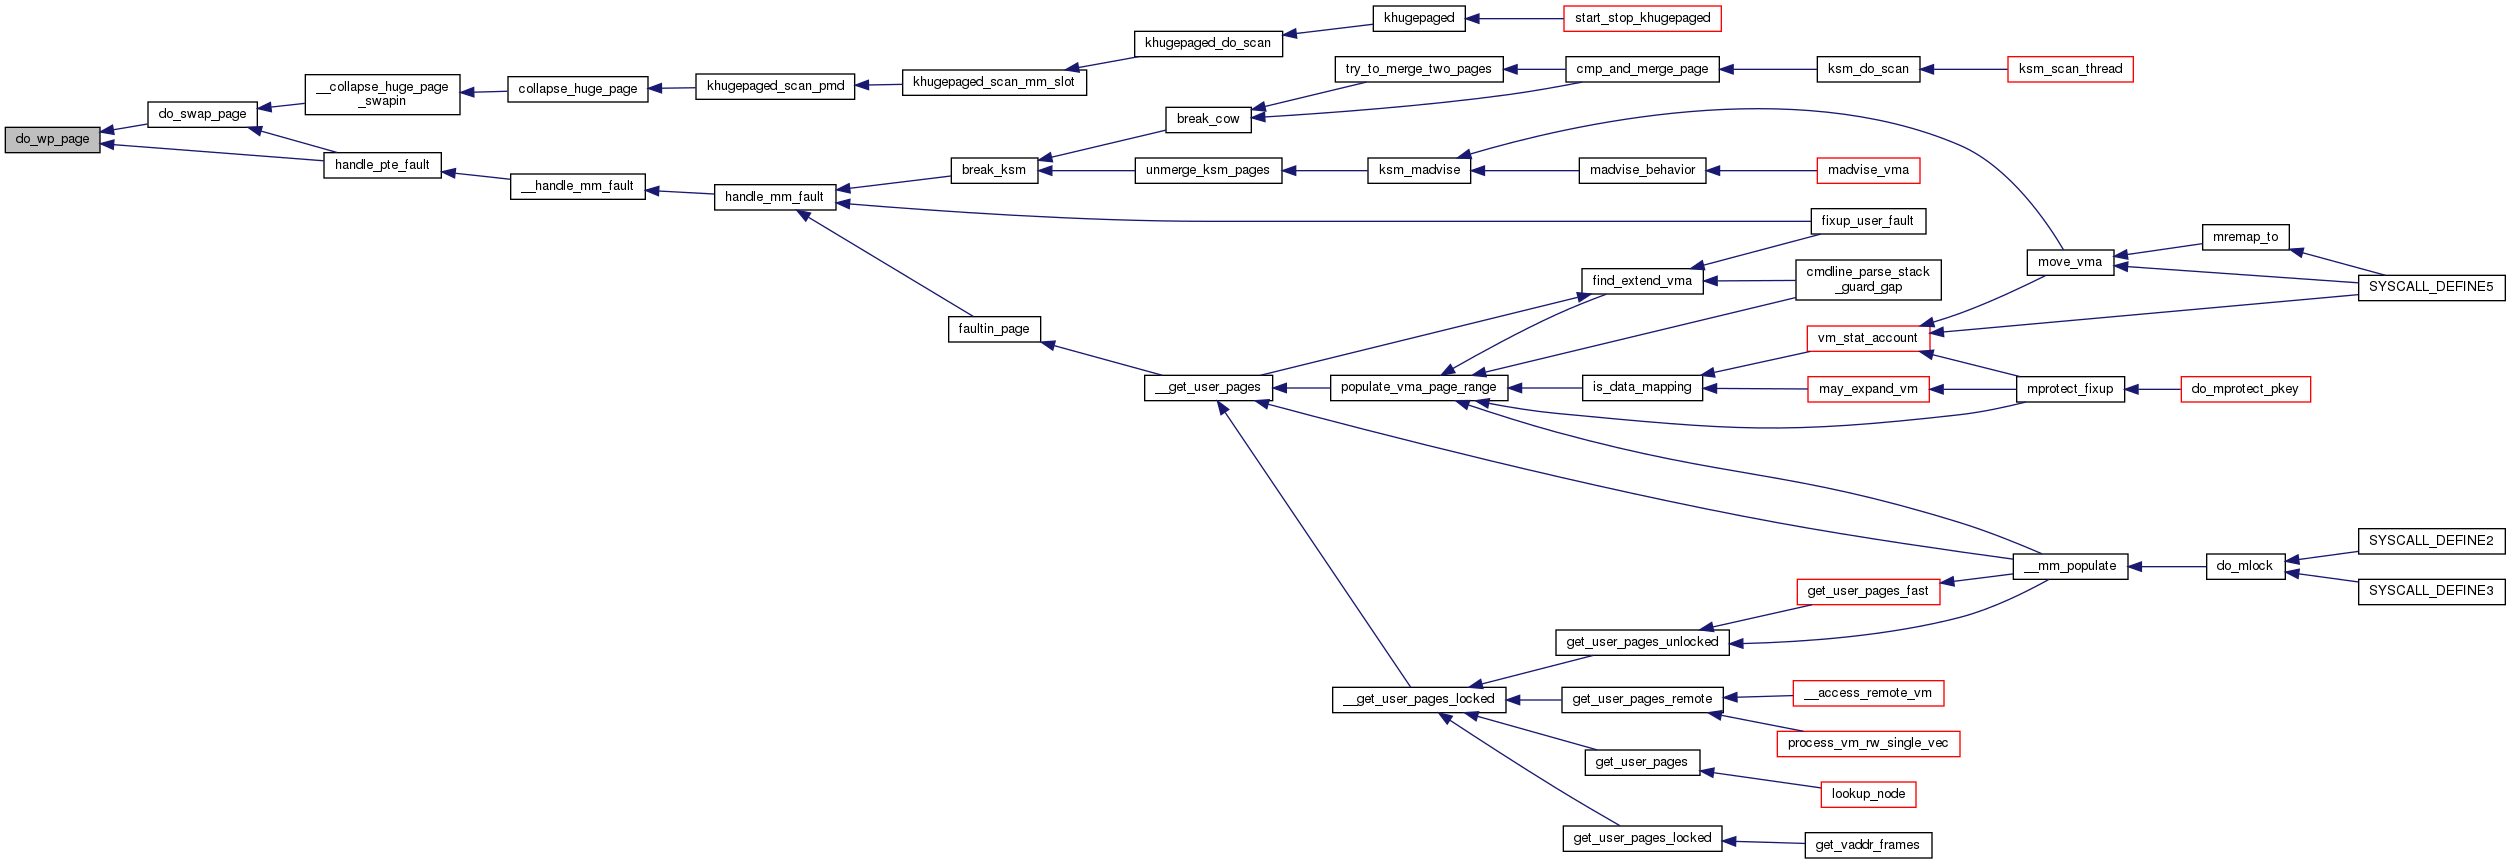 khugepaged
start_stop_khugepaged
khugepaged_do_scan
try_to_merge_two_pages
cmp_and_merge_page
ksm_do_scan
ksm_scan_thread
__collapse_huge_page
_swapin
collapse_huge_page
khugepaged_scan_pmd
khugepaged_scan_mm_slot
do_swap_page
break_cow
do_wp_page
handle_pte_fault
break_ksm
unmerge_ksm_pages
ksm_madvise
madvise_behavior
madvise_vma
__handle_mm_fault
handle_mm_fault
fixup_user_fault
mremap_to
move_vma
find_extend_vma
cmdline_parse_stack
_guard_gap
SYSCALL_DEFINE5
faultin_page
vm_stat_account
__get_user_pages
populate_vma_page_range
is_data_mapping
may_expand_vm
mprotect_fixup
do_mprotect_pkey
SYSCALL_DEFINE2
__mm_populate
do_mlock
get_user_pages_fast
SYSCALL_DEFINE3
get_user_pages_unlocked
__get_user_pages_locked
get_user_pages_remote
__access_remote_vm
process_vm_rw_single_vec
get_user_pages
lookup_node
get_user_pages_locked
get_vaddr_frames